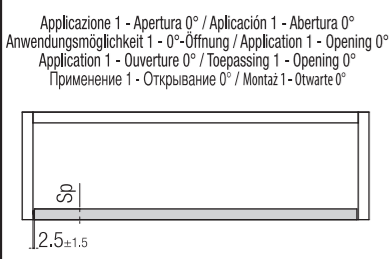 Applicazione 1 - Apertura 0° / Aplicación 1 - Abertura 0°
Anwendungsmöglichkeit 1 - 0°-Öffnung / Application 1 - Opening 0°
Application 1 - Ouverture 0° / Toepassing 1 - Opening 0°
Применение 1 - Открывание 0° / Montaż 1 - Otwarte 0°
Sp
2.5±1.5